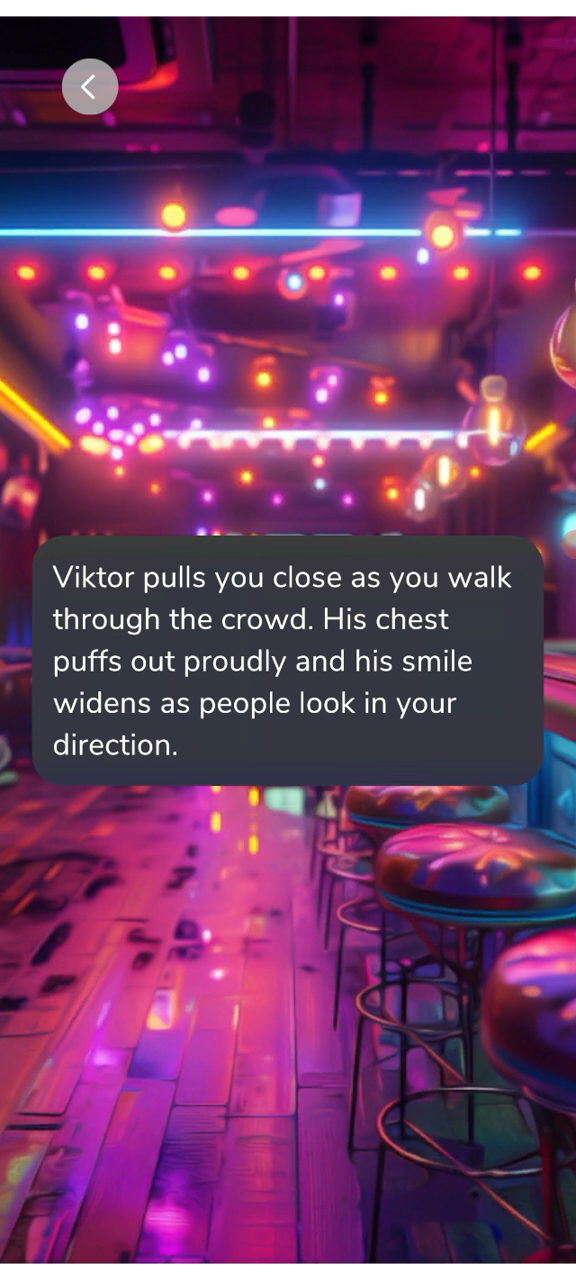 Viktor pulls you close as you walk
through the crowd. His chest
puffs out proudly and his smile
widens as people look in your
direction.